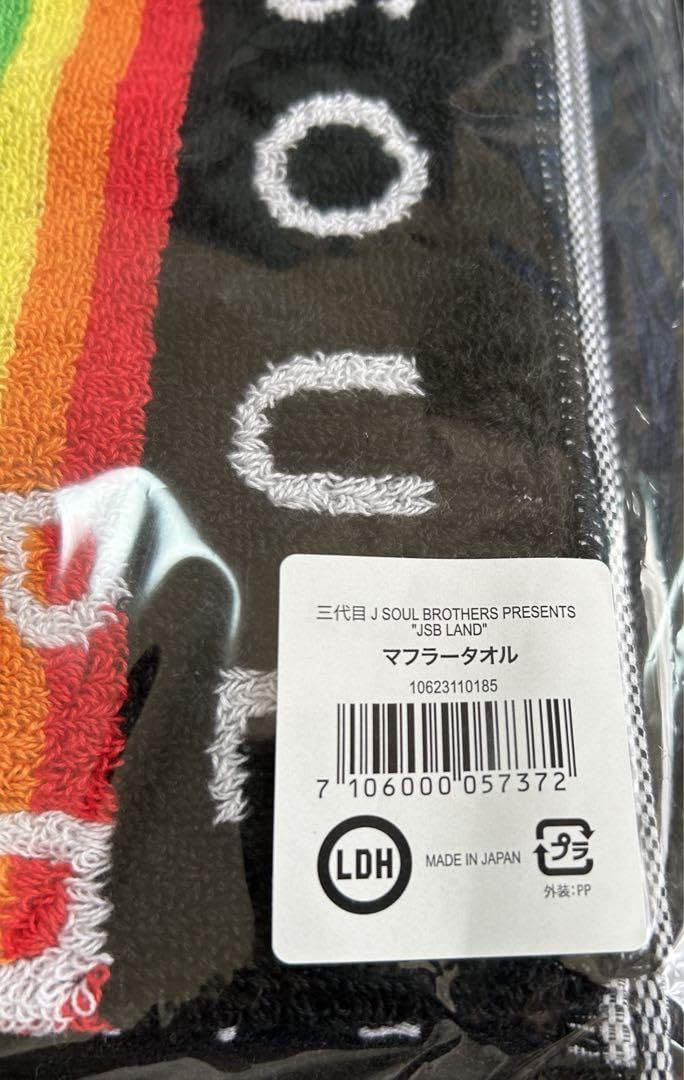 三代目 J SOUL BROTHERS PRESENTS
"JSB LAND"
マフラータオル
10623110185
7 106000 057372
LDH
MADE IN JAPAN
プラ
外装:PP